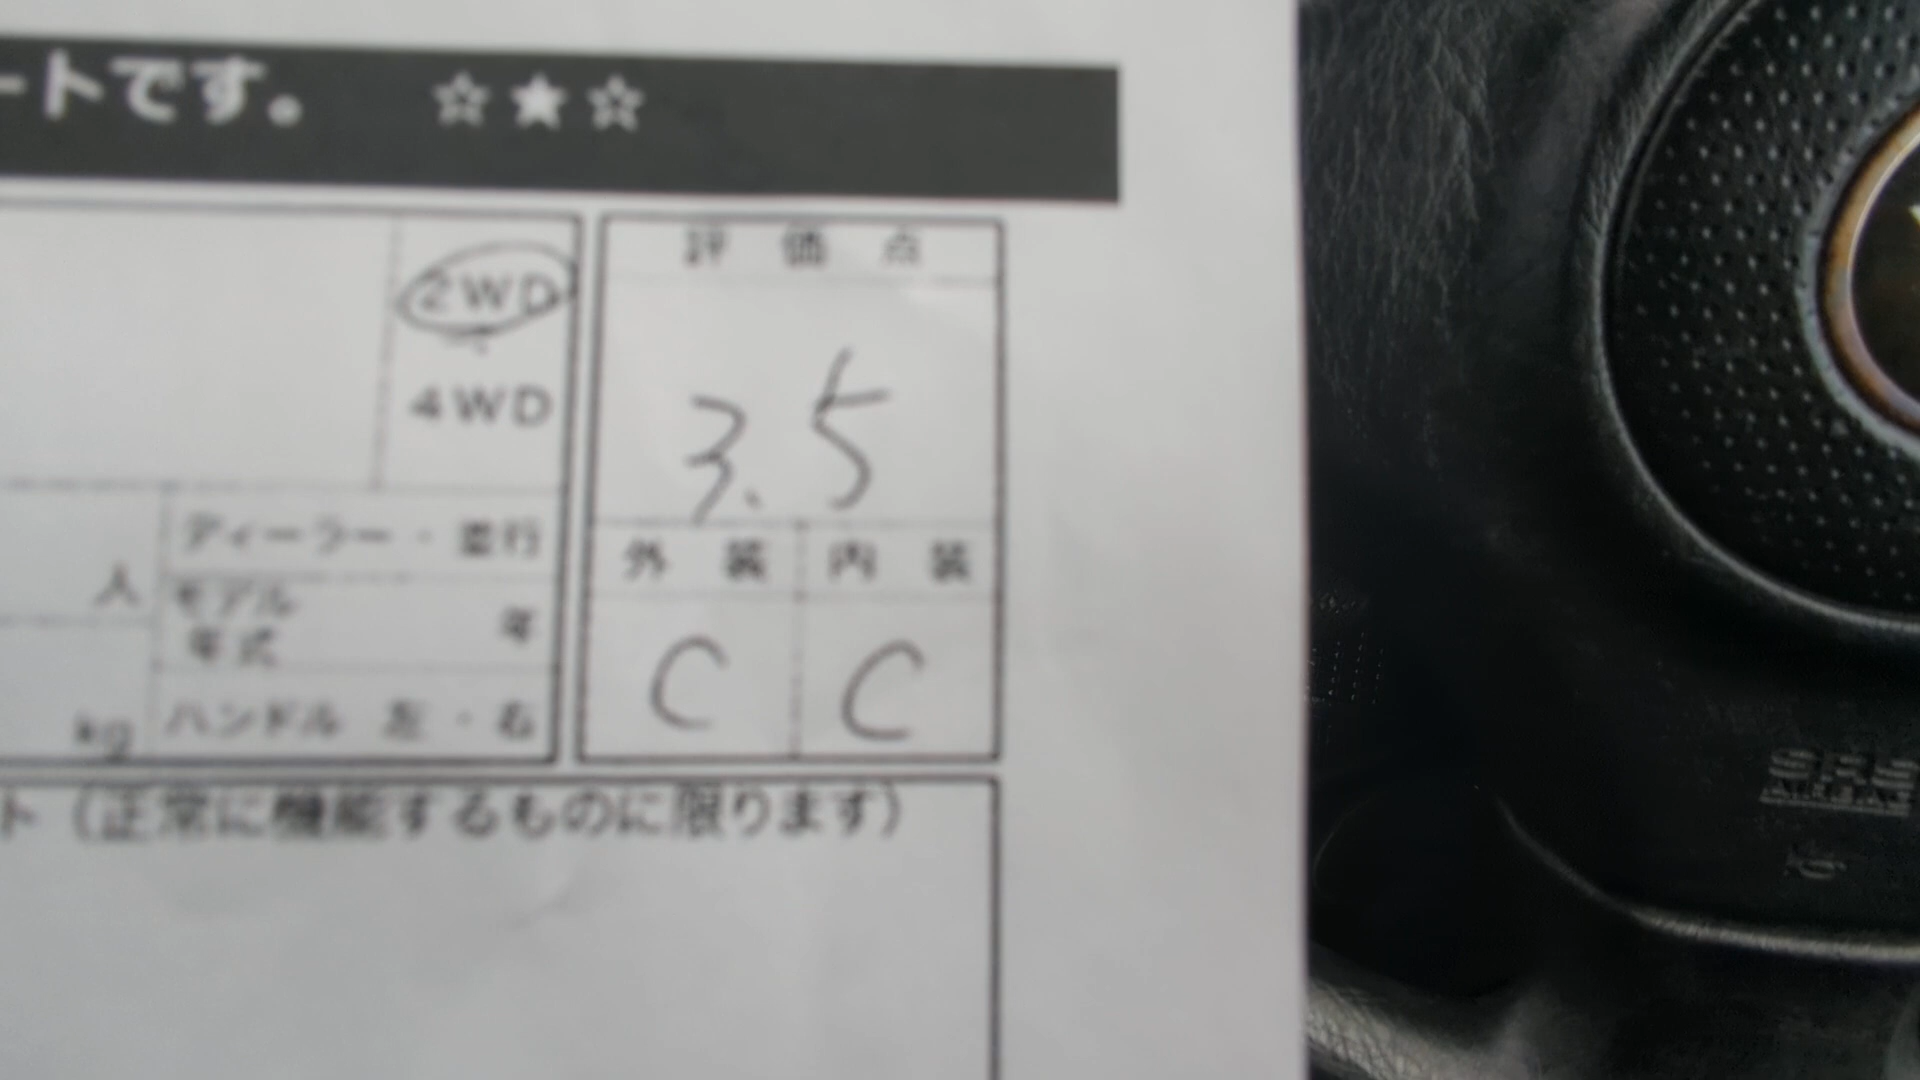 ートです。 ☆★☆
2WD
4WD
評価点
3.5
ディーラー・並行
人
モデル
年式 年
外装 内装
C C
kg
ハンドル 左・右
ト（正常に機能するものに限ります）
SRS
AIRBAG